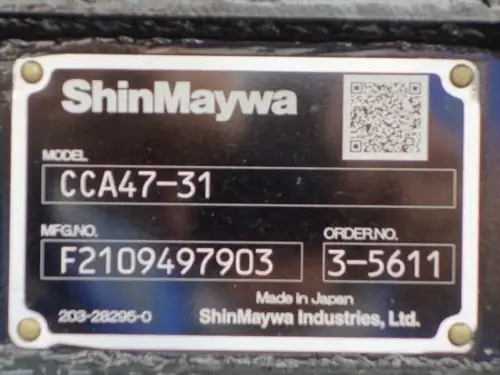 ShinMaywa
MODEL
CCA47-31
MFG.NO. ORDER.NO.
F2109497903 3-5611
Made in Japan
203-28295-0 ShinMaywa Industries, Ltd.